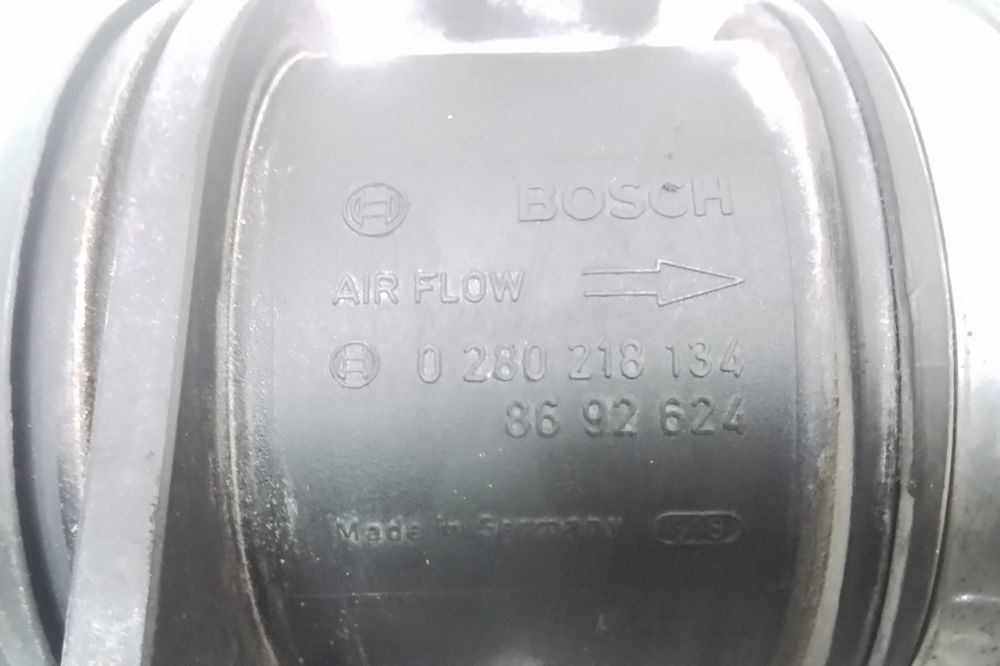 BOSCH
AIR FLOW
0 280 218 134
86 92 624
Made in Germany